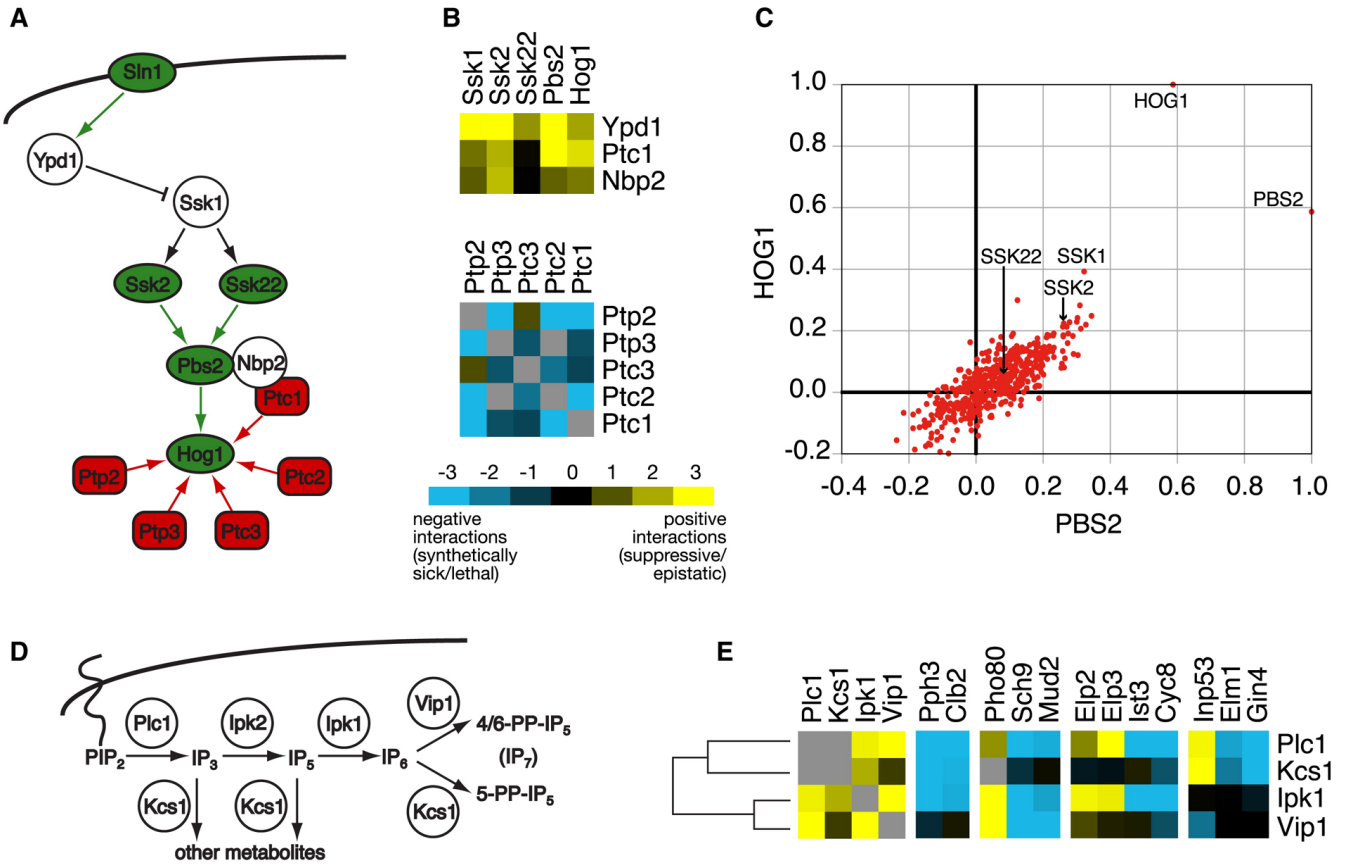 A
Sln1
Ypd1
Ssk1
Ssk2
Ssk22
Pbs2
Nbp2
Ptc1
Hog1
Ptp2
Ptc2
Ptp3
Ptc3
B
Ssk1
Ssk2
Ssk22
Pbs2
Hog1
Ypd1
Ptc1
Nbp2
Ptp2
Ptp3
Ptc3
Ptc2
Ptc1
Ptp2
Ptp3
Ptc3
Ptc2
Ptc1
-3 -2 -1 0 1 2 3
negative
interactions
(synthetically
sick/lethal)
positive
interactions
(suppressive/
epistatic)
C
HOG1
1.0
0.8
0.6
0.4
0.2
0.0
-0.2
HOG1
PBS2
SSK22
SSK1
SSK2
-0.4 -0.2 0.0 0.2 0.4 0.6 0.8 1.0
PBS2
D
Plc1
Ipk2
Ipk1
Vip1
PIP2
IP3
IP5
IP6
4/6-PP-IP5
(IP7)
5-PP-IP5
Kcs1
Kcs1
Kcs1
other metabolites
E
Plc1
Kcs1
Ipk1
Vip1
Pph3
Clb2
Pho80
Sch9
Mud2
Elp2
Elp3
Ist3
Cyc8
Inp53
Elm1
Gin4
Plc1
Kcs1
Ipk1
Vip1